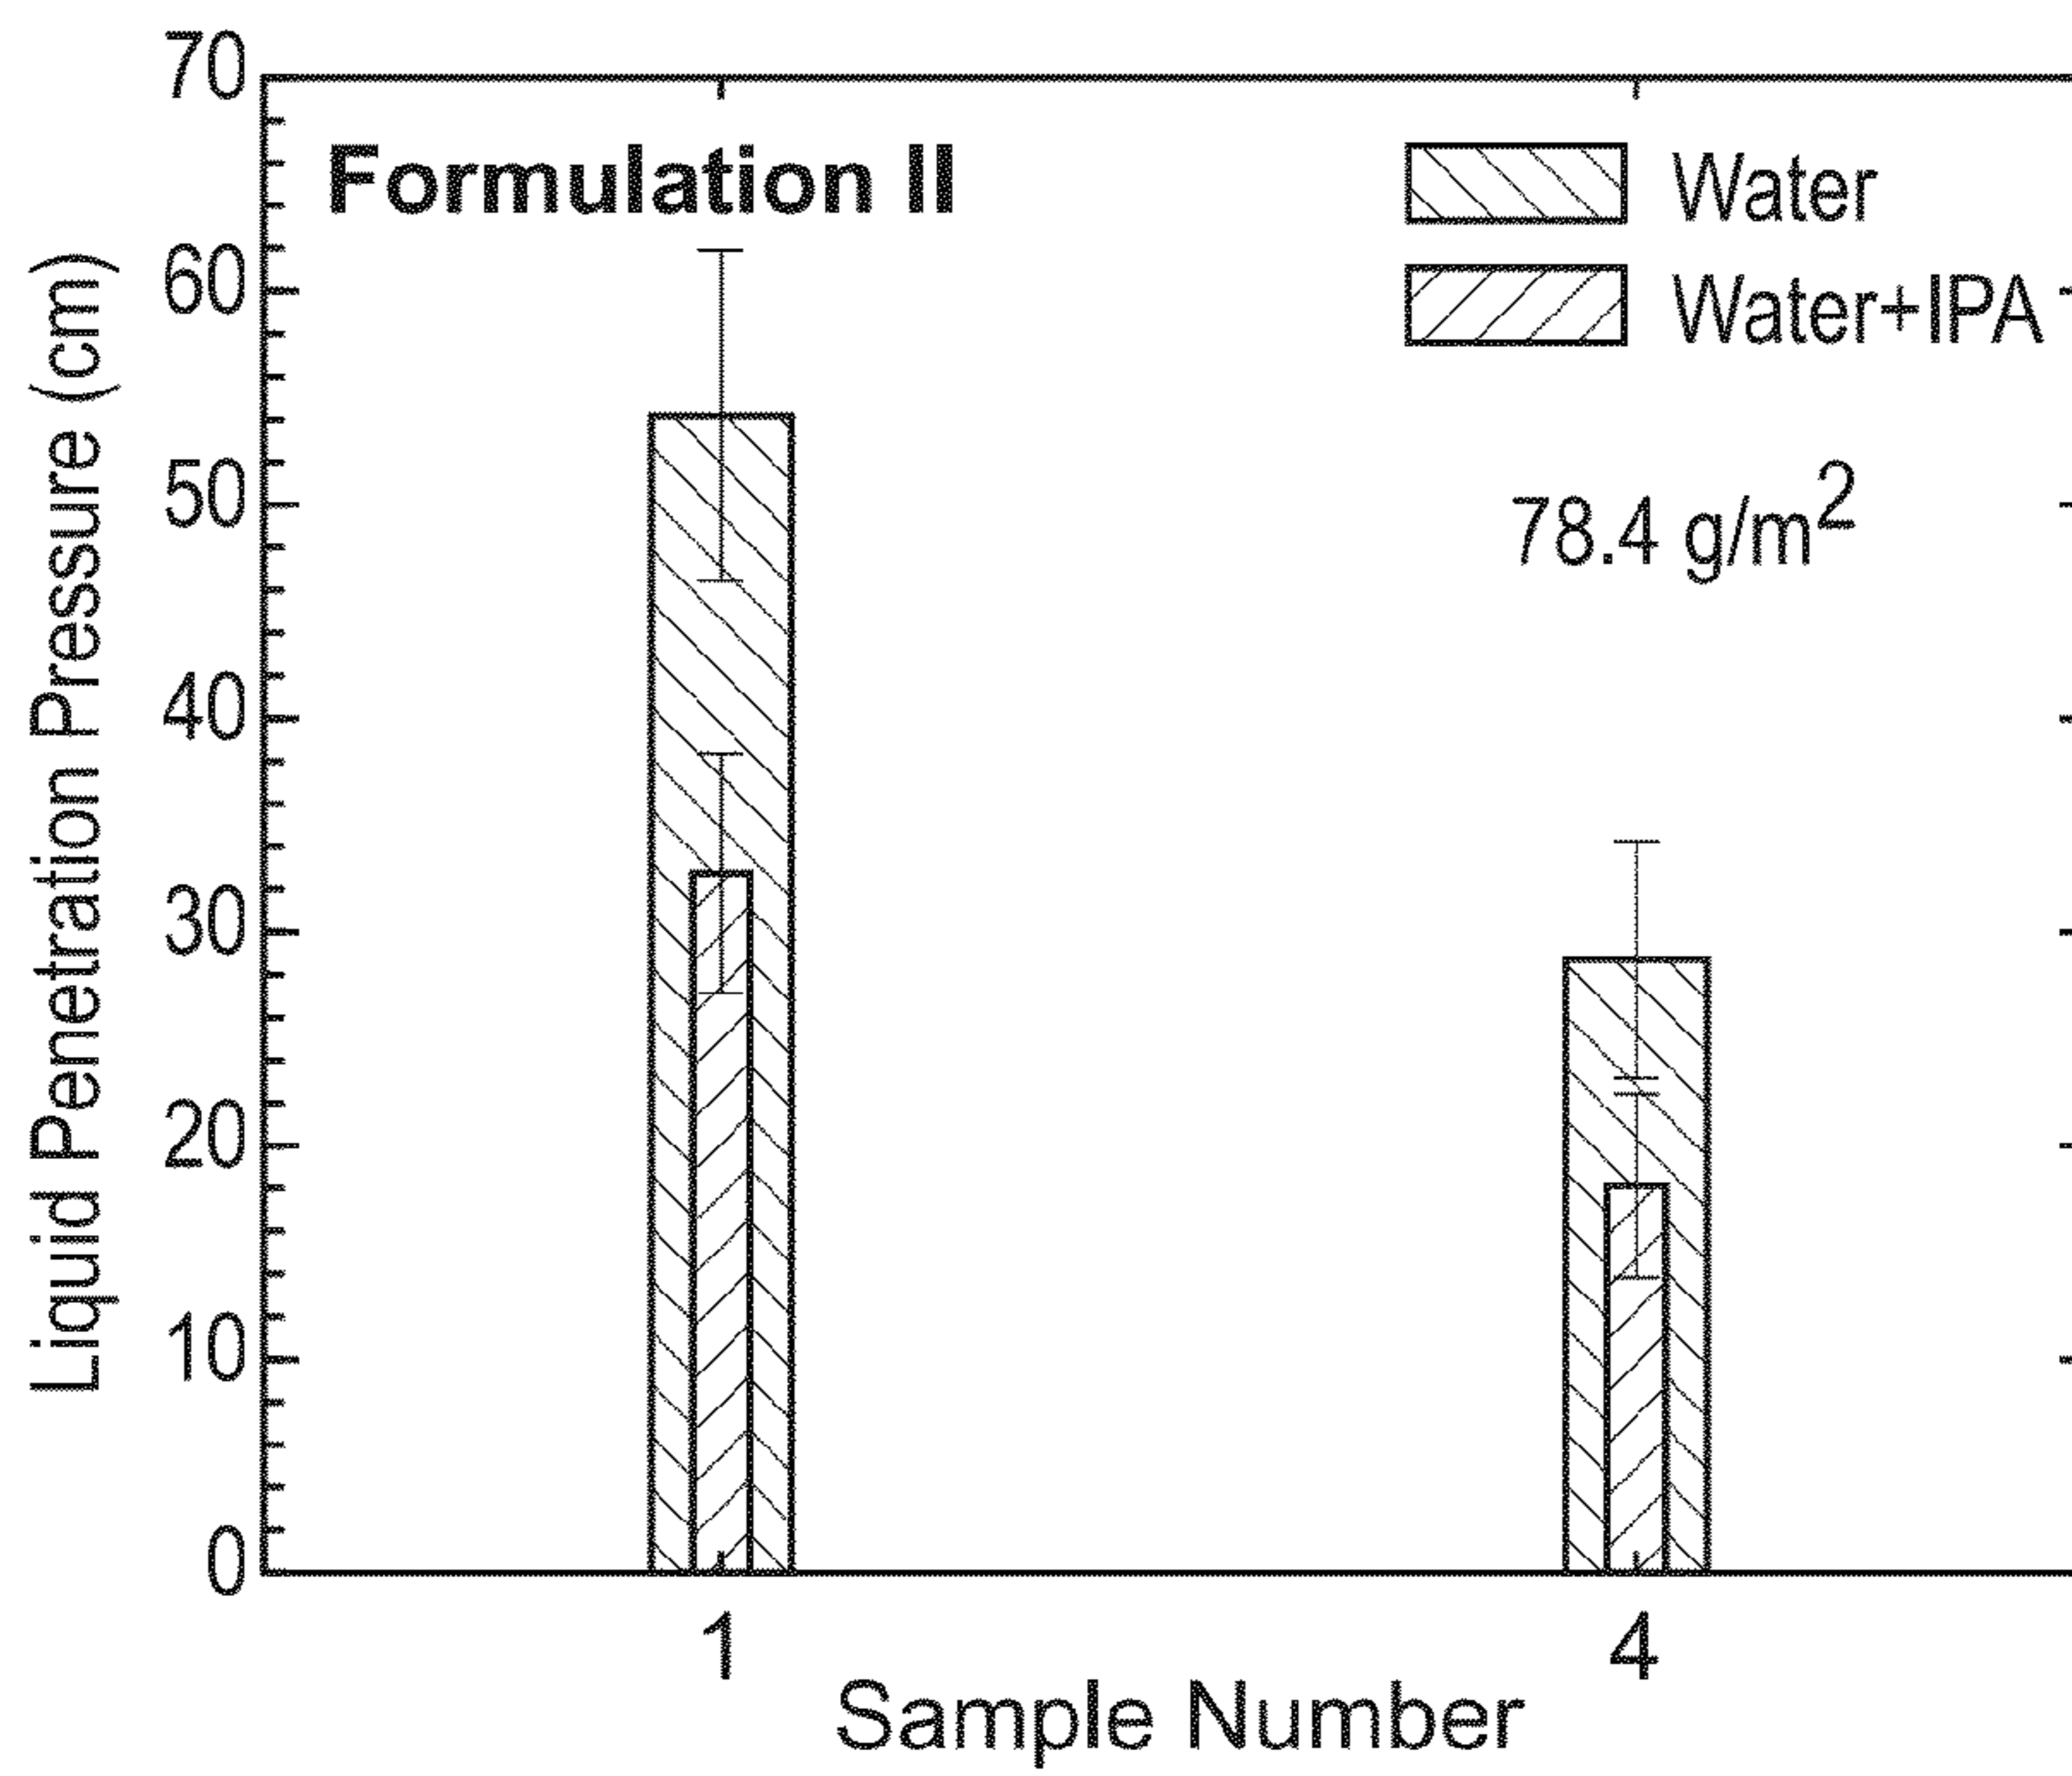 70
60
50
40
30
20
10
0
Liquid Penetration Pressure (cm)
Formulation II
Water
Water+IPA
78.4 g/m²
1
4
Sample Number